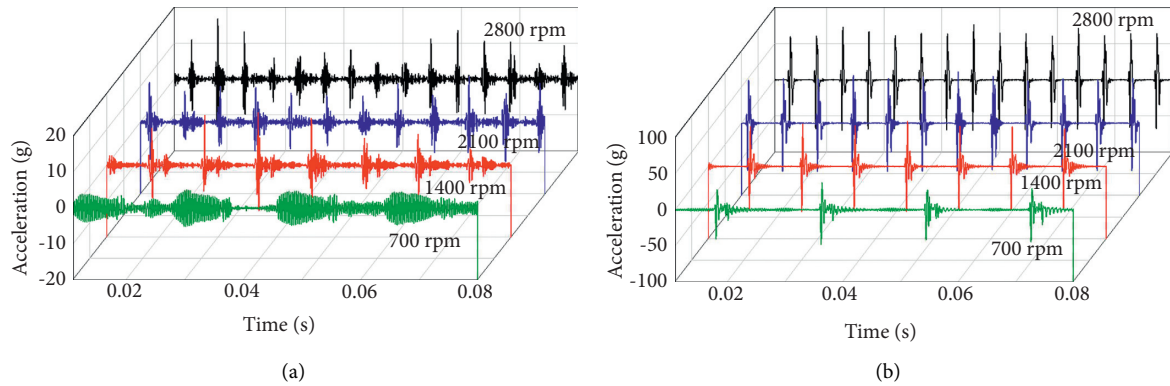 2800 rpm
2100 rpm
1400 rpm
700 rpm
20
10
0
-10
-20
Acceleration (g)
0.02
0.04
0.06
0.08
Time (s)
(a)
2800 rpm
2100 rpm
1400 rpm
700 rpm
100
50
0
-50
-100
Acceleration (g)
0.02
0.04
0.06
0.08
Time (s)
(b)